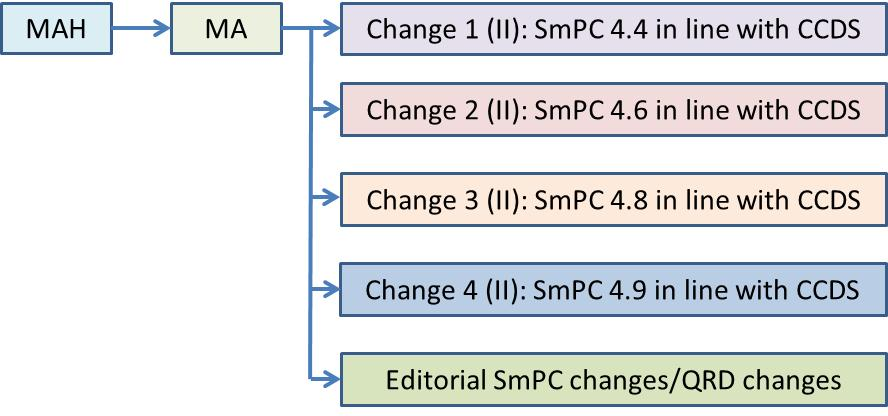 MAH
MA
Change 1 (II): SmPC 4.4 in line with CCDS
Change 2 (II): SmPC 4.6 in line with CCDS
Change 3 (II): SmPC 4.8 in line with CCDS
Change 4 (II): SmPC 4.9 in line with CCDS
Editorial SmPC changes/QRD changes